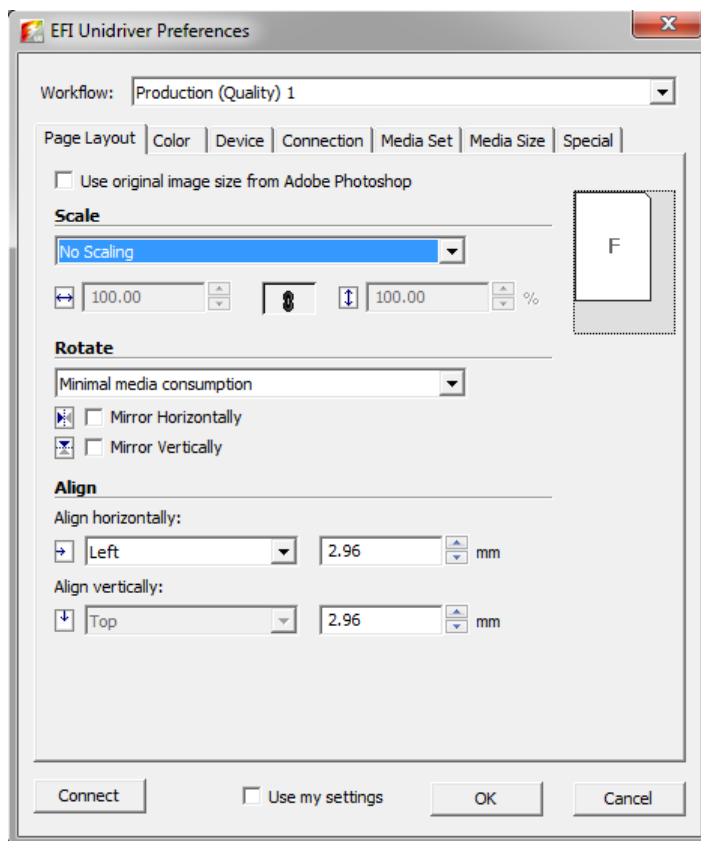 EFI Unidriver Preferences
Workflow: Production (Quality) 1
Page Layout Color Device Connection Media Set Media Size Special
Use original image size from Adobe Photoshop
Scale
No Scaling
F
100.00 100.00 %
Rotate
Minimal media consumption
Mirror Horizontally
Mirror Vertically
Align
Align horizontally:
Left 2.96 mm
Align vertically:
Top 2.96 mm
Connect Use my settings OK Cancel